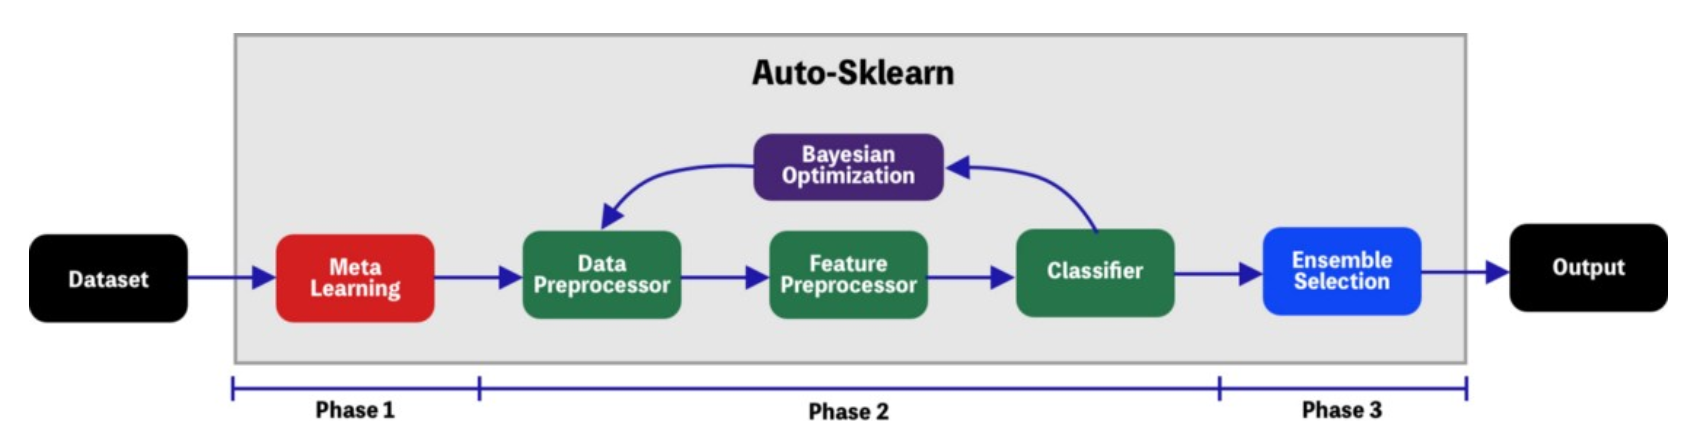 Auto-Sklearn
Bayesian
Optimization
Dataset
Meta
Learning
Data
Preprocessor
Feature
Preprocessor
Classifier
Ensemble
Selection
Output
Phase 1
Phase 2
Phase 3